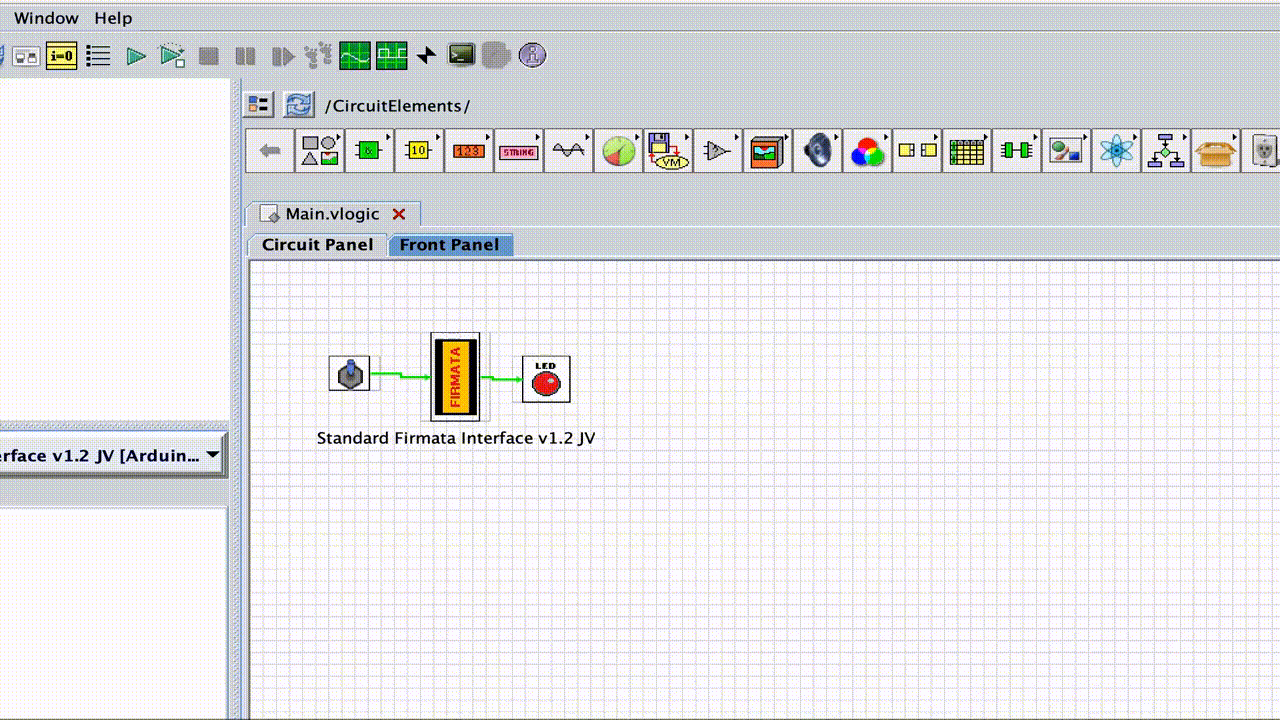 Window Help
i=0
/CircuitElements/
& 10 123 STRING VM
Main.vlogic
Circuit Panel Front Panel
LED
FIRMATA
Standard Firmata Interface v1.2 JV
erface v1.2 JV [Arduin...